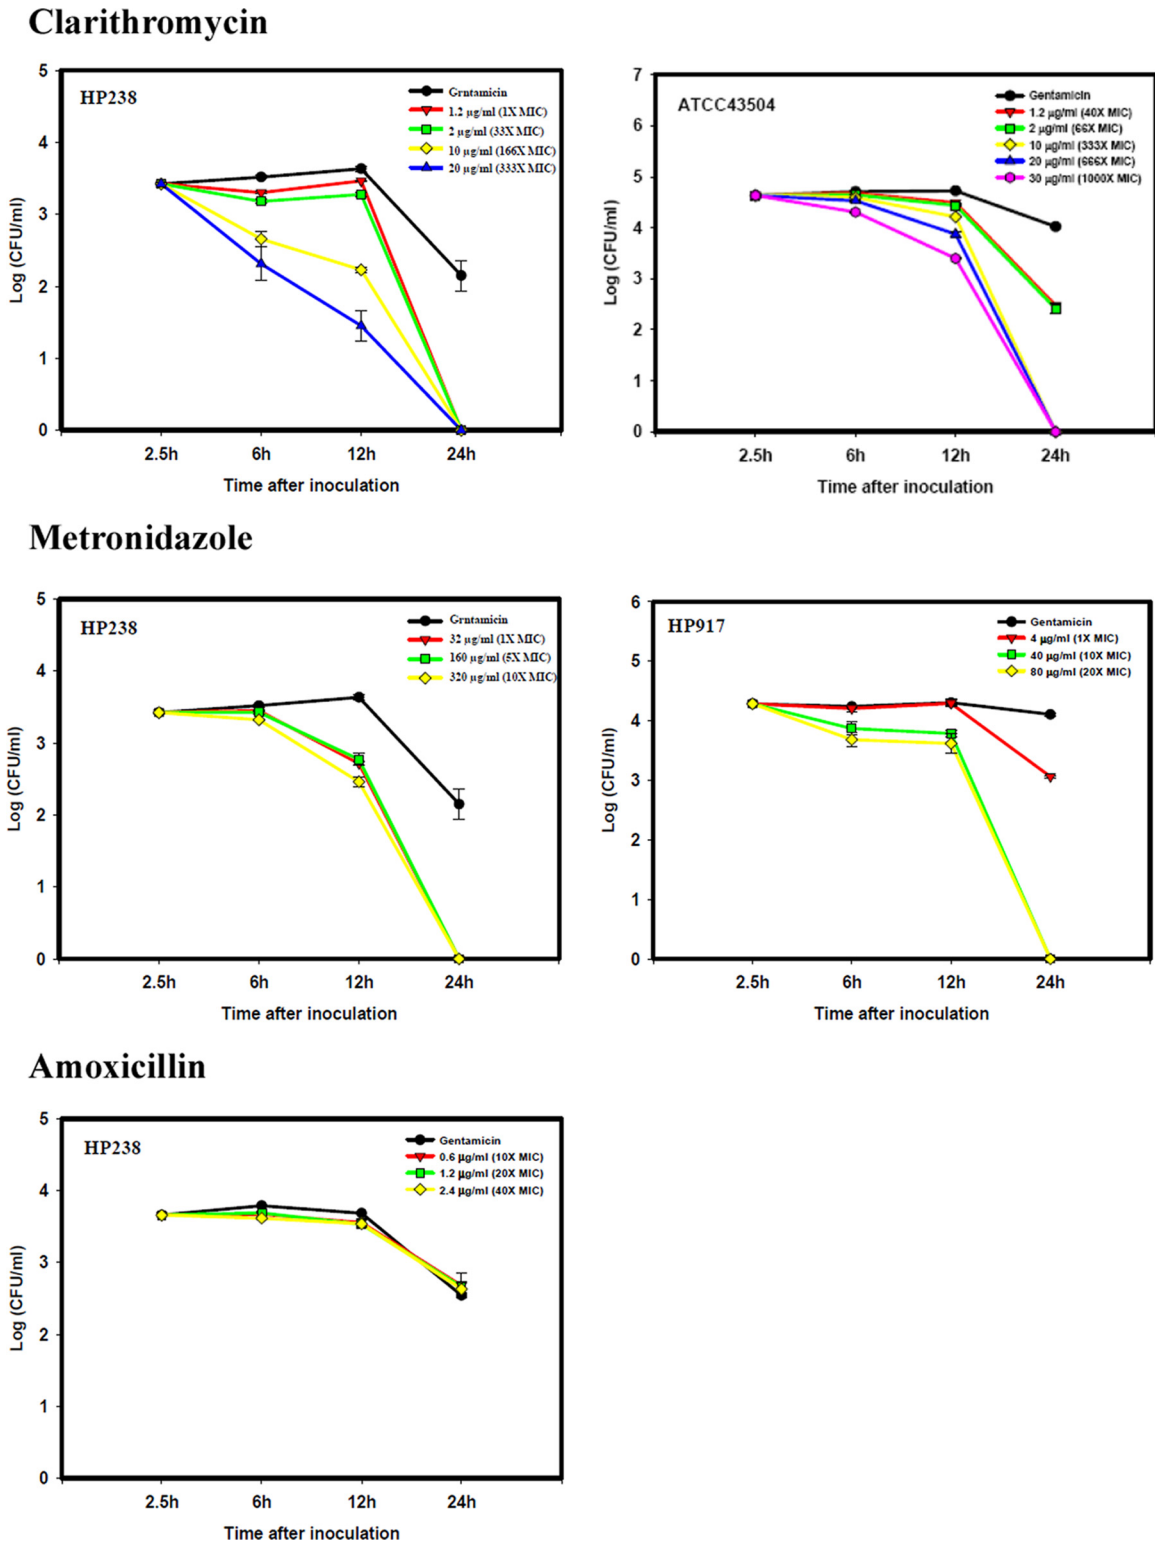 Clarithromycin
HP238
Grntamicin
1.2 µg/ml (1X MIC)
2 µg/ml (33X MIC)
10 µg/ml (166X MIC)
20 µg/ml (333X MIC)
5
4
3
2
1
0
Log (CFU/ml)
2.5h 6h 12h 24h
Time after inoculation
ATCC43504
Gentamicin
1.2 µg/ml (40X MIC)
2 µg/ml (66X MIC)
10 µg/ml (333X MIC)
20 µg/ml (666X MIC)
30 µg/ml (1000X MIC)
7
6
5
4
3
2
1
0
Log (CFU/ml)
2.5h 6h 12h 24h
Time after inoculation
Metronidazole
HP238
Grntamicin
32 µg/ml (1X MIC)
160 µg/ml (5X MIC)
320 µg/ml (10X MIC)
5
4
3
2
1
0
Log (CFU/ml)
2.5h 6h 12h 24h
Time after inoculation
HP917
Gentamicin
4 µg/ml (1X MIC)
40 µg/ml (10X MIC)
80 µg/ml (20X MIC)
6
5
4
3
2
1
0
Log (CFU/ml)
2.5h 6h 12h 24h
Time after inoculation
Amoxicillin
HP238
Gentamicin
0.6 µg/ml (10X MIC)
1.2 µg/ml (20X MIC)
2.4 µg/ml (40X MIC)
5
4
3
2
1
0
Log (CFU/ml)
2.5h 6h 12h 24h
Time after inoculation